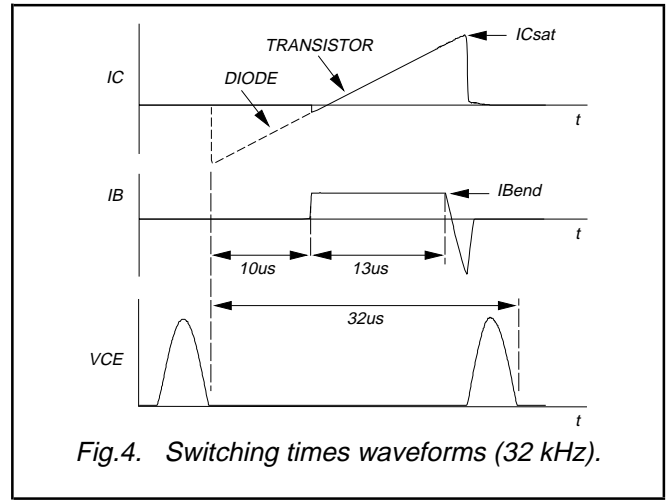 ICsat
TRANSISTOR
IC
DIODE
t
IB
IBend
t
10us
13us
32us
VCE
t
Fig.4. Switching times waveforms (32 kHz).